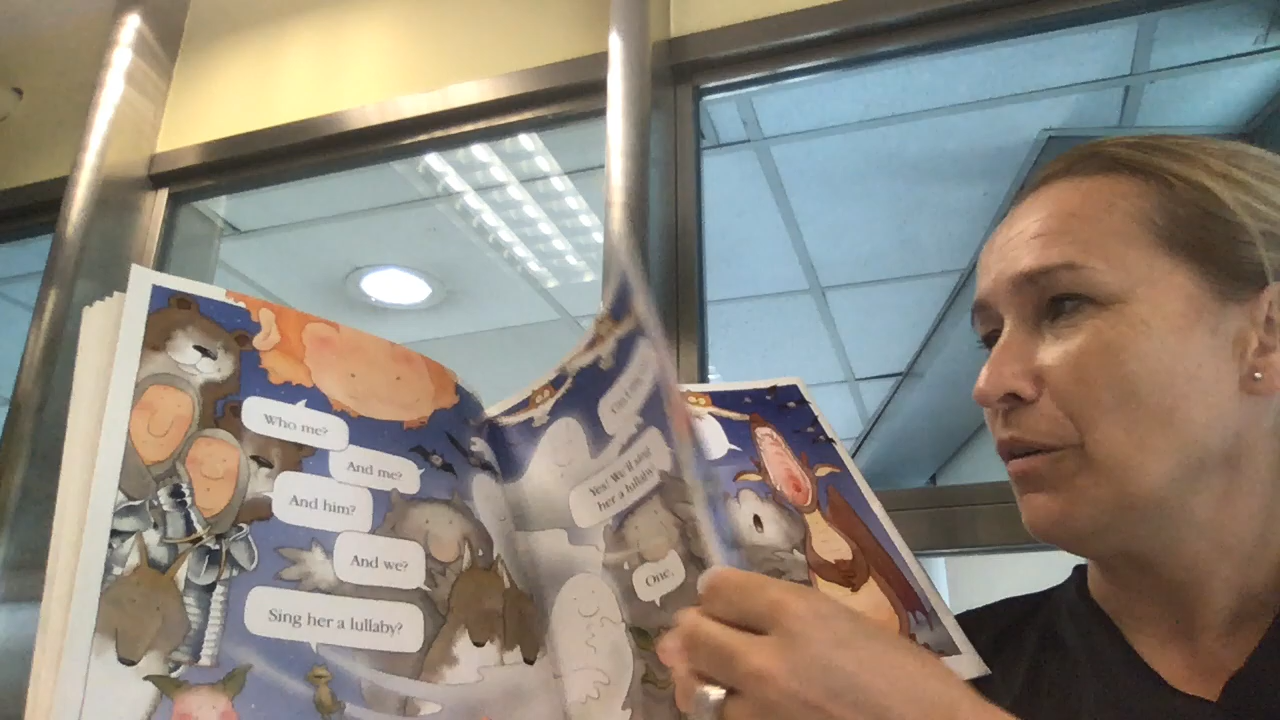 Who me?
And me?
And him?
And we?
Sing her a lullaby?
Yes! We'll sing
her a lullaby.
One.